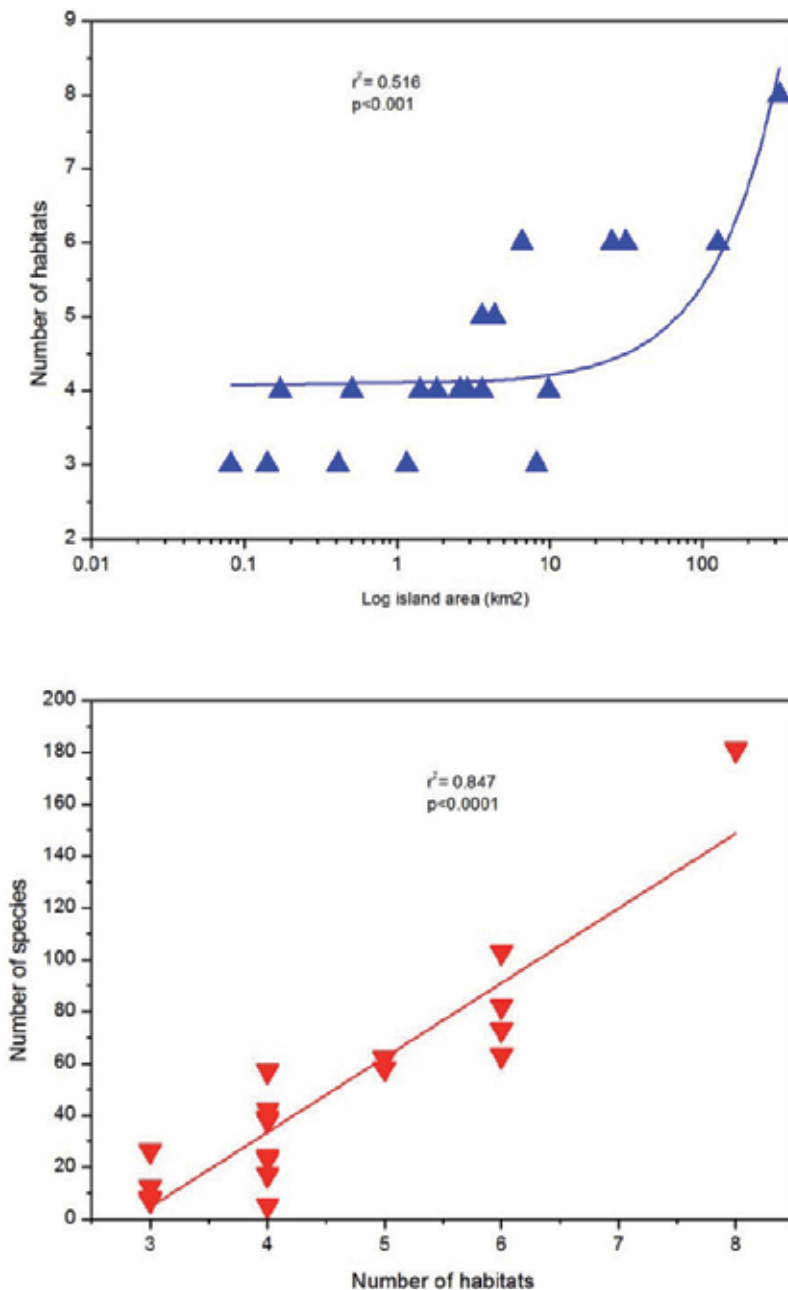 9
8
7
6
5
4
3
2
Number of habitats
r2= 0.516
p<0.001
0.01 0.1 1 10 100
Log island area (km2)
200
180
160
140
120
100
80
60
40
20
0
Number of species
r2= 0.847
p<0.0001
3 4 5 6 7 8
Number of habitats